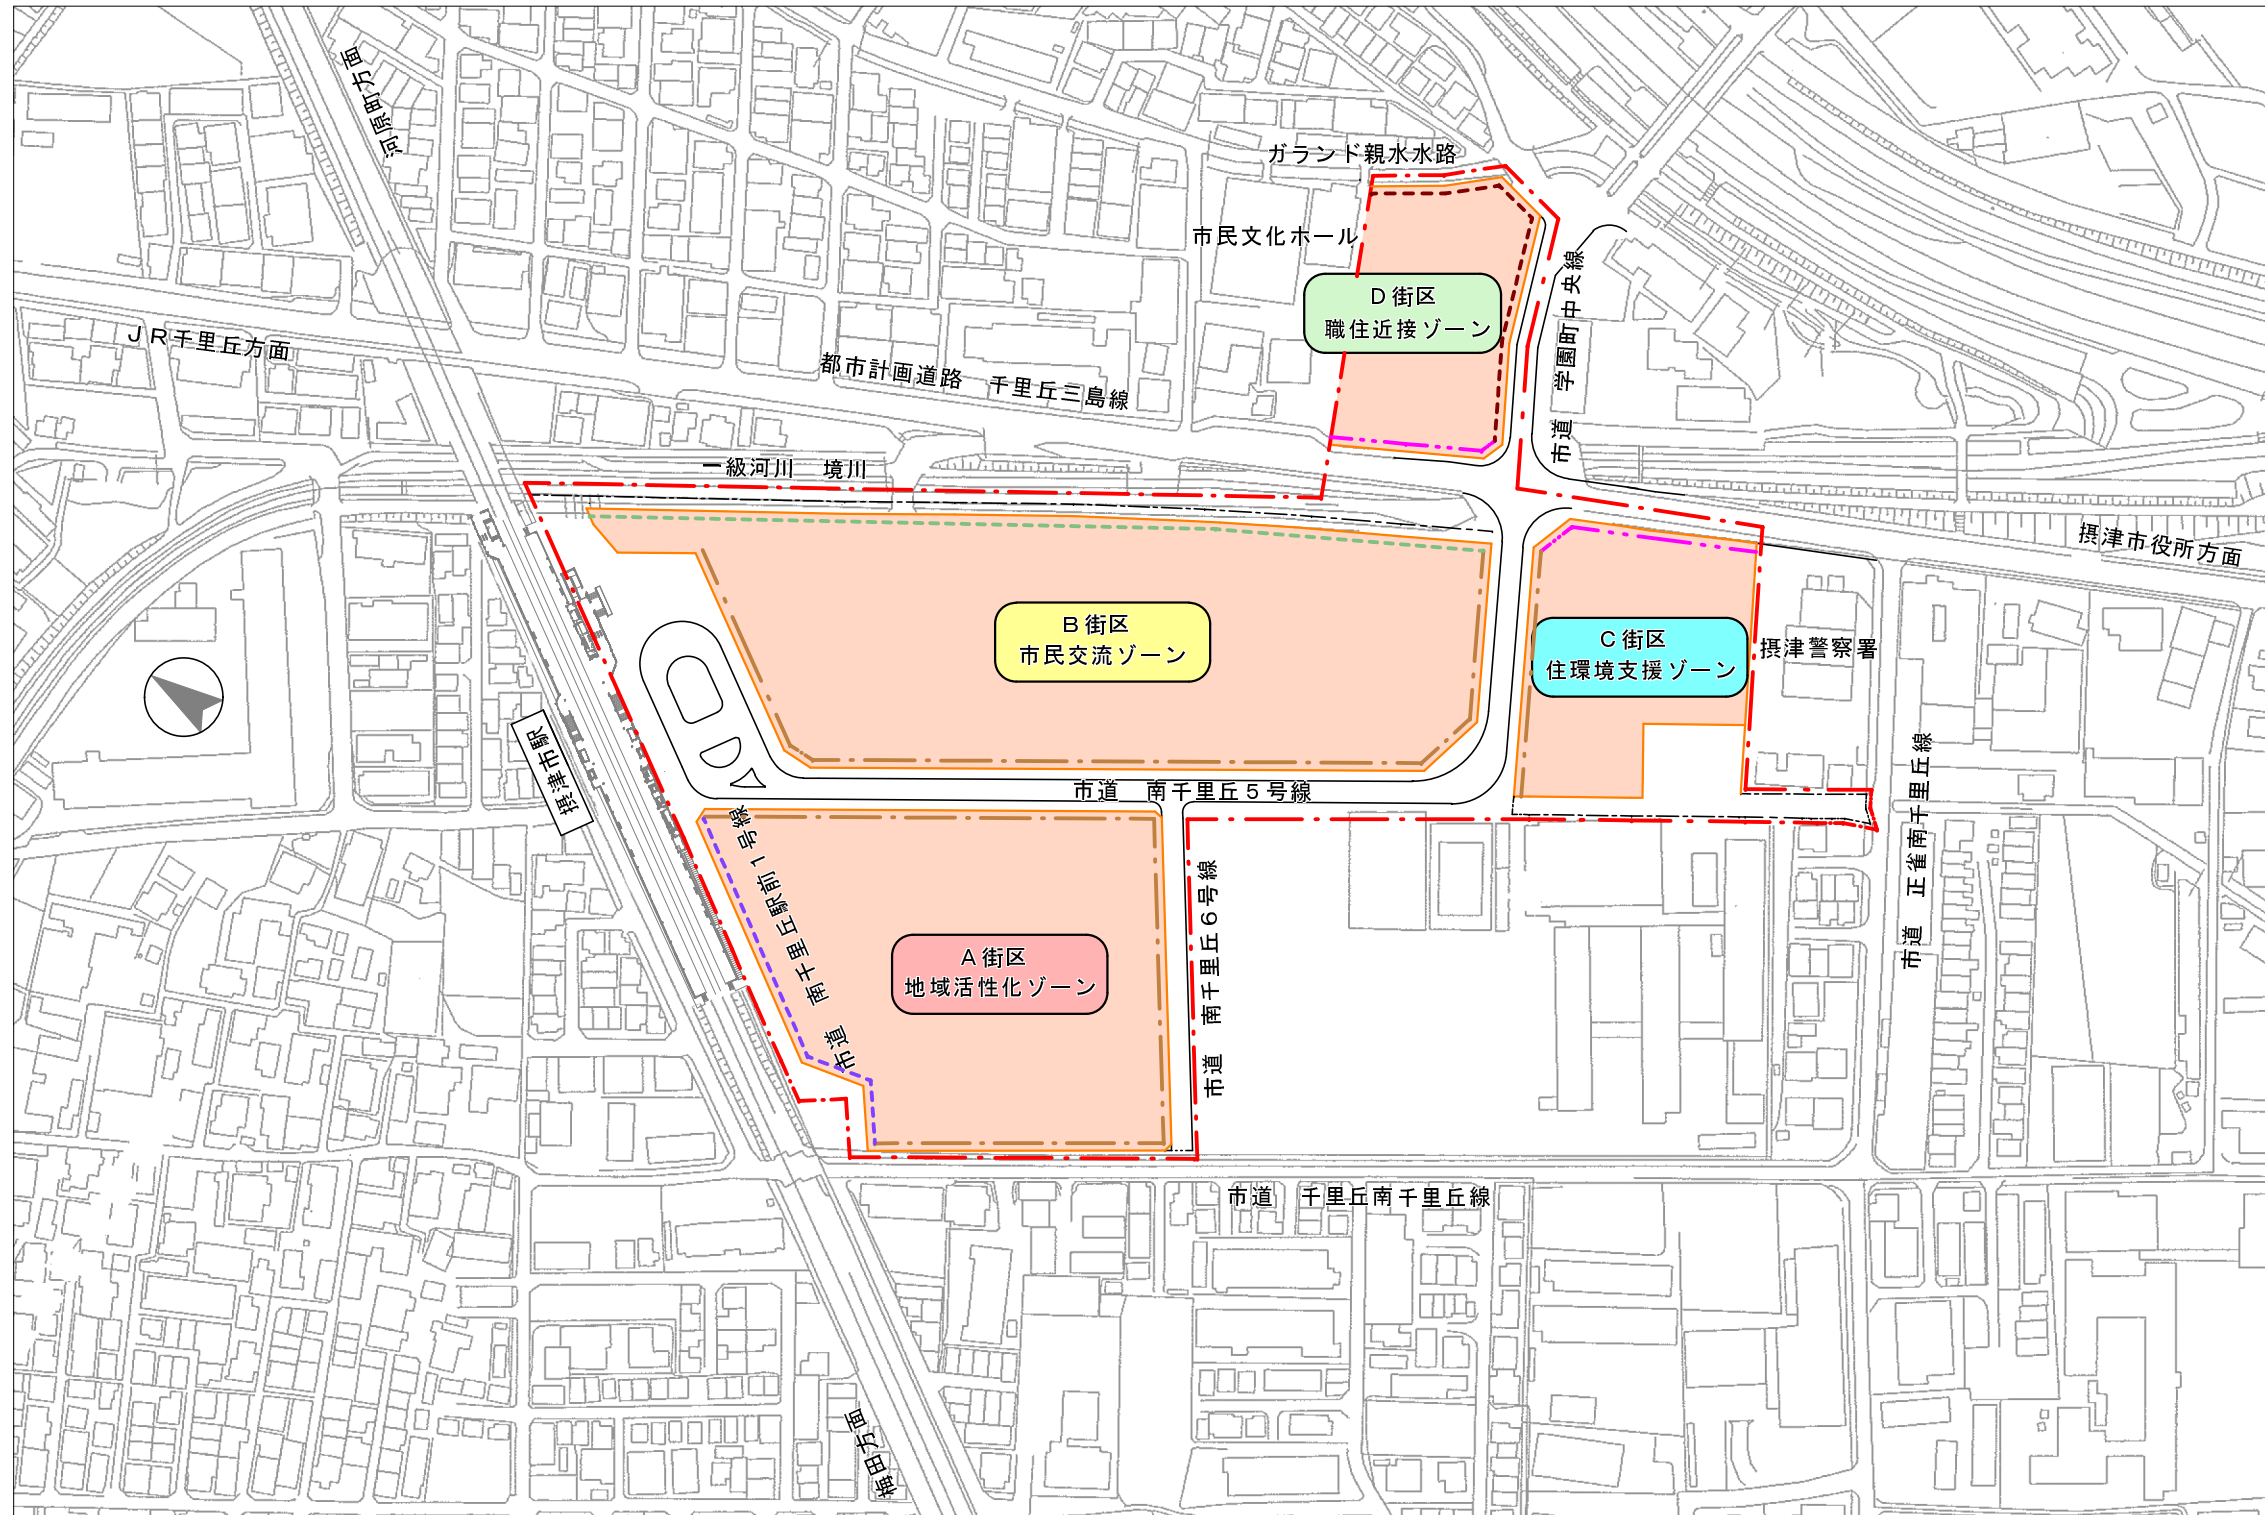 河原町方面
ガランド親水水路
市民文化ホール
D街区
職住近接ゾーン
市道　学園町中央線
JR千里丘方面
都市計画道路　千里丘三島線
一級河川　境川
摂津市役所方面
B街区
市民交流ゾーン
C街区
住環境支援ゾーン
摂津警察署
摂津市駅
市道　南千里丘5号線
市道　南千里丘駅前1号線
市道　南千里丘6号線
市道　正雀南千里丘線
A街区
地域活性化ゾーン
市道　千里丘南千里丘線
梅田方面